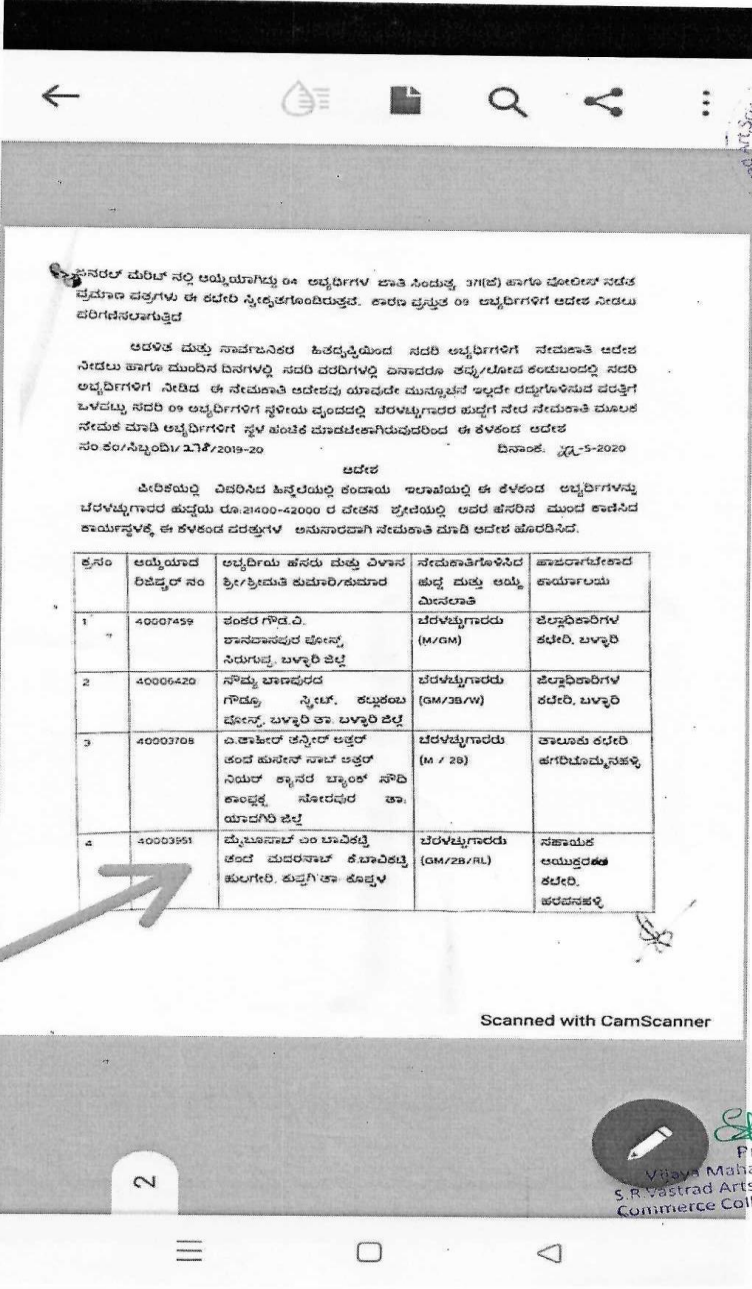 ಜನರಲ್ ಮೆರಿಟ್ ನಲ್ಲಿ ಆಯ್ಕೆಯಾಗಿದ್ದು 04 ಅಭ್ಯರ್ಥಿಗಳ ಜಾತಿ ಸಿಂಧುತ್ವ, 371(ಜೆ) ಹಾಗೂ ಪೋಲೀಸ್ ನಡತೆ
ಪ್ರಮಾಣ ಪತ್ರಗಳು ಈ ಕಛೇರಿ ಸ್ವೀಕೃತಗೊಂಡಿರುತ್ತವೆ. ಕಾರಣ ಪ್ರಸ್ತುತ 09 ಅಭ್ಯರ್ಥಿಗಳಿಗೆ ಆದೇಶ ನೀಡಲು
ಪರಿಗಣಿಸಲಾಗುತ್ತಿದೆ
ಆಡಳಿತ ಮತ್ತು ಸಾರ್ವಜನಿಕರ ಹಿತದೃಷ್ಟಿಯಿಂದ ಸದರಿ ಅಭ್ಯರ್ಥಿಗಳಿಗೆ ನೇಮಕಾತಿ ಆದೇಶ
ನೀಡಲು ಹಾಗೂ ಮುಂದಿನ ದಿನಗಳಲ್ಲಿ ಸದರಿ ವರದಿಗಳಲ್ಲಿ ಏನಾದರೂ ತಪ್ಪು/ಲೋಪ ಕಂಡುಬಂದಲ್ಲಿ ಸದರಿ
ಅಭ್ಯರ್ಥಿಗಳಿಗೆ ನೀಡಿದ ಈ ನೇಮಕಾತಿ ಆದೇಶವು ಯಾವುದೇ ಮುನ್ಸೂಚನೆ ಇಲ್ಲದೇ ರದ್ದುಗೊಳಿಸುವ ಷರತ್ತಿಗೆ
ಒಳಪಟ್ಟು ಸದರಿ 09 ಅಭ್ಯರ್ಥಿಗಳಿಗೆ ಸ್ಥಳೀಯ ವೃಂದದಲ್ಲಿ ಬೆರಳಚ್ಚುಗಾರರ ಹುದ್ದೆಗೆ ನೇರ ನೇಮಕಾತಿ ಮೂಲಕ
ನೇಮಕ ಮಾಡಿ ಅಭ್ಯರ್ಥಿಗಳಿಗೆ ಸ್ಥಳ ಹಂಚಿಕೆ ಮಾಡಬೇಕಾಗಿರುವುದರಿಂದ ಈ ಕೆಳಕಂಡ ಆದೇಶ
ಸಂ.ಕಂ/ಸಿಬ್ಬಂದಿ1/278/2019-20 ದಿನಾಂಕ: -5-2020
ಆದೇಶ
ಪೀಠಿಕೆಯಲ್ಲಿ ವಿವರಿಸಿದ ಹಿನ್ನೆಲೆಯಲ್ಲಿ ಕಂದಾಯ ಇಲಾಖೆಯಲ್ಲಿ ಈ ಕೆಳಕಂಡ ಅಭ್ಯರ್ಥಿಗಳನ್ನು
ಬೆರಳಚ್ಚುಗಾರರ ಹುದ್ದೆಯ ರೂ.21400-42000 ರ ವೇತನ ಶ್ರೇಣಿಯಲ್ಲಿ ಅವರ ಹೆಸರಿನ ಮುಂದೆ ಕಾಣಿಸಿದ
ಕಾರ್ಯಸ್ಥಳಕ್ಕೆ ಈ ಕೆಳಕಂಡ ಷರತ್ತುಗಳ ಅನುಸಾರವಾಗಿ ನೇಮಕಾತಿ ಮಾಡಿ ಆದೇಶ ಹೊರಡಿಸಿದೆ.
ಕ್ರಸಂ ಆಯ್ಕೆಯಾದ ಅಭ್ಯರ್ಥಿಯ ಹೆಸರು ಮತ್ತು ವಿಳಾಸ ನೇಮಕಾತಿಗೊಳಿಸಿದ ಹಾಜರಾಗಬೇಕಾದ
ರಿಜಿಷ್ಟರ್ ನಂ ಶ್ರೀ/ಶ್ರೀಮತಿ ಕುಮಾರಿ/ಕುಮಾರ ಹುದ್ದೆ ಮತ್ತು ಆಯ್ಕೆ ಕಾರ್ಯಾಲಯ
ಮೀಸಲಾತಿ
1 40007459 ಶಂಕರ ಗೌಡ.ವಿ. ಬೆರಳಚ್ಚುಗಾರರು ಜಿಲ್ಲಾಧಿಕಾರಿಗಳ
ಶಾನವಾಸಪುರ ಪೋಸ್ಟ್, (M/GM) ಕಛೇರಿ, ಬಳ್ಳಾರಿ
ಸಿರುಗುಪ್ಪ, ಬಳ್ಳಾರಿ ಜಿಲ್ಲೆ
2 40006420 ಸೌಮ್ಯ ಬಾಣಪುರದ ಬೆರಳಚ್ಚುಗಾರರು ಜಿಲ್ಲಾಧಿಕಾರಿಗಳ
ಗೌಡ್ರೂ ಸ್ಟ್ರೀಟ್, ಕಲ್ಲುಕಂಬ (GM/3B/W) ಕಛೇರಿ, ಬಳ್ಳಾರಿ
ಪೋಸ್ಟ್, ಬಳ್ಳಾರಿ ತಾ. ಬಳ್ಳಾರಿ ಜಿಲ್ಲೆ
3 40003708 ಎ.ತಾಹೀರ್ ತನ್ವೀರ್ ಅತ್ತರ್ ಬೆರಳಚ್ಚುಗಾರರು ತಾಲೂಕು ಕಛೇರಿ
ತಂದೆ ಹುಸೇನ್ ಸಾಬ್ ಅತ್ತರ್ (M / 2B) ಹಗರಿಬೊಮ್ಮನಹಳ್ಳಿ
ನಿಯರ್ ಕ್ಯಾನರ ಬ್ಯಾಂಕ್ ಸೌದಿ
ಕಾಂಪ್ಲೆಕ್ಸ ಸೋರಪುರ ತಾ.
ಯಾದಗಿರಿ ಜಿಲ್ಲೆ
4 40003951 ಮೈಬೂಸಾಬ್ ಎಂ ಬಾವಿಕಟ್ಟಿ ಬೆರಳಚ್ಚುಗಾರರು ಸಹಾಯಕ
ತಂದೆ ಮದರಸಾಬ್ ಕೆ.ಬಾವಿಕಟ್ಟಿ (GM/2B/RL) ಆಯುಕ್ತರ
ಹುಲಗೇರಿ, ಕುಷ್ಟಗಿ ತಾ. ಕೊಪ್ಪಳ ಕಛೇರಿ,
ಹರಪನಹಳ್ಳಿ
Scanned with CamScanner
2
Vijaya Maha
S.R.Vastrad Arts
Commerce Coll